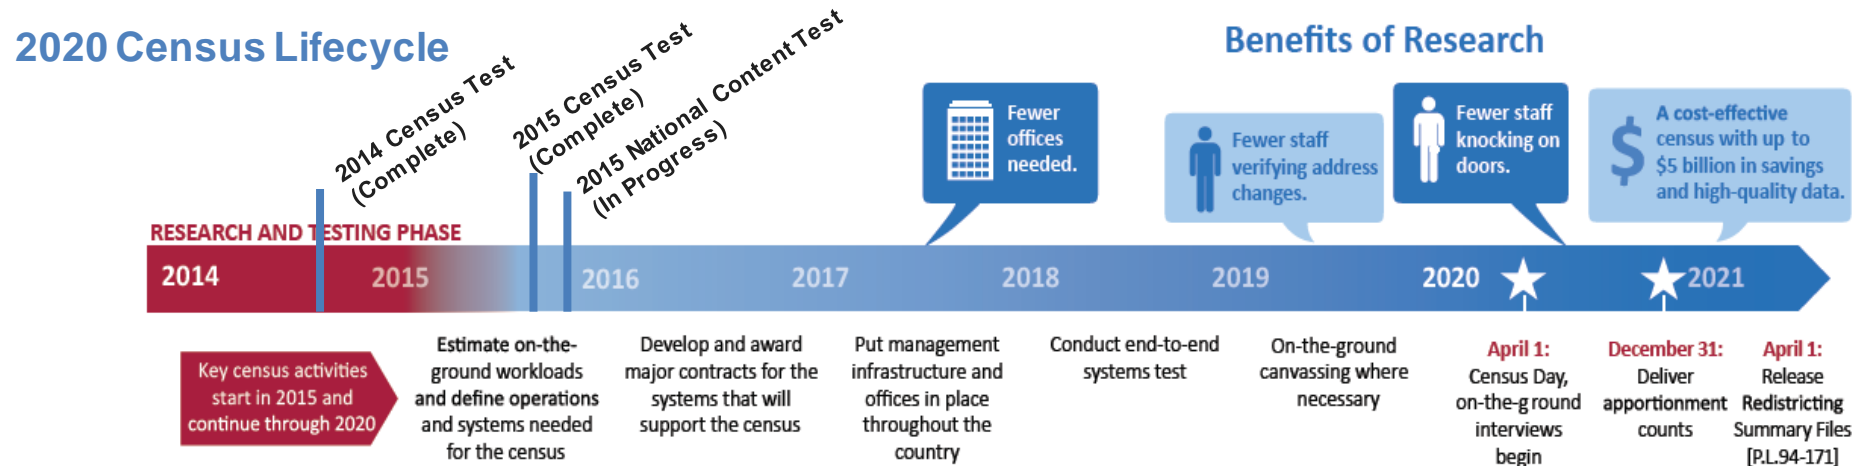 2020 Census Lifecycle
2014 Census Test
(Complete)
2015 Census Test
(Complete)
2015 National Content Test
(In Progress)
Benefits of Research
Fewer
offices
needed.
Fewer staff
verifying address
changes.
Fewer staff
knocking on
doors.
$
A cost-effective
census with up to
$5 billion in savings
and high-quality data.
RESEARCH AND TESTING PHASE
2014
2015
2016
2017
2018
2019
2020
2021
Key census activities
start in 2015 and
continue through 2020
Estimate on-the-
ground workloads
and define operations
and systems needed
for the census
Develop and award
major contracts for the
systems that will
support the census
Put management
infrastructure and
offices in place
throughout the
country
Conduct end-to-end
systems test
On-the-ground
canvassing where
necessary
April 1:
Census Day,
on-the-ground
interviews
begin
December 31:
Deliver
apportionment
counts
April 1:
Release
Redistricting
Summary Files
[P.L.94-171]